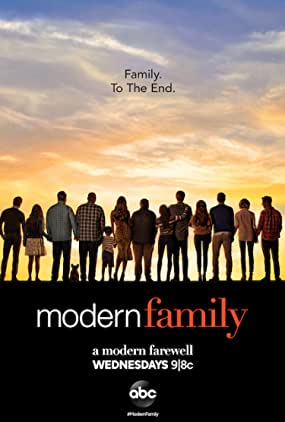 Family.
To The End.
modern family
a modern farewell
WEDNESDAYS 9|8c
abc
#ModernFamily